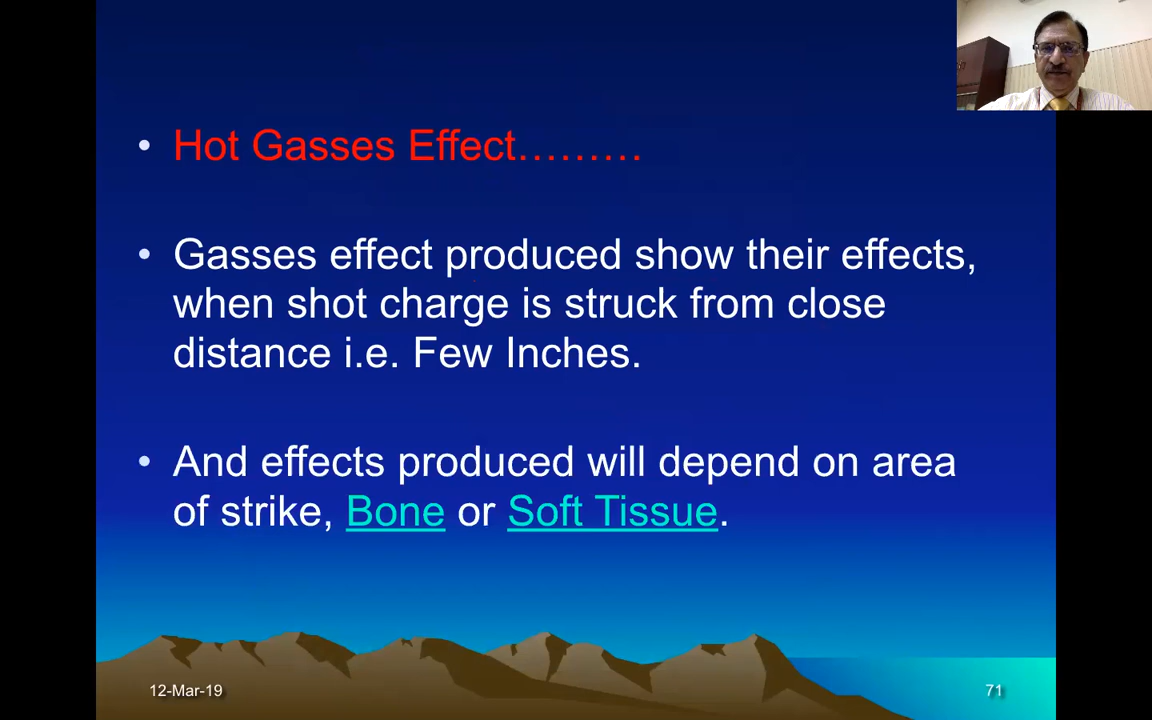 • Hot Gasses Effect.........
• Gasses effect produced show their effects,
when shot charge is struck from close
distance i.e. Few Inches.
• And effects produced will depend on area
of strike, Bone or Soft Tissue.
12-Mar-19
71